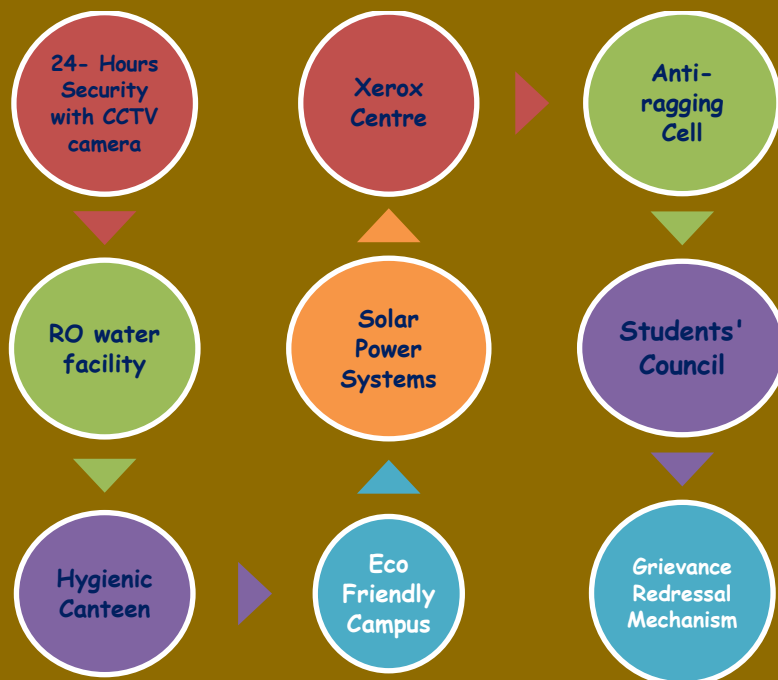 24- Hours
Security
with CCTV
camera
RO water
facility
Hygienic
Canteen
Eco
Friendly
Campus
Solar
Power
Systems
Xerox
Centre
Anti-
ragging
Cell
Students'
Council
Grievance
Redressal
Mechanism